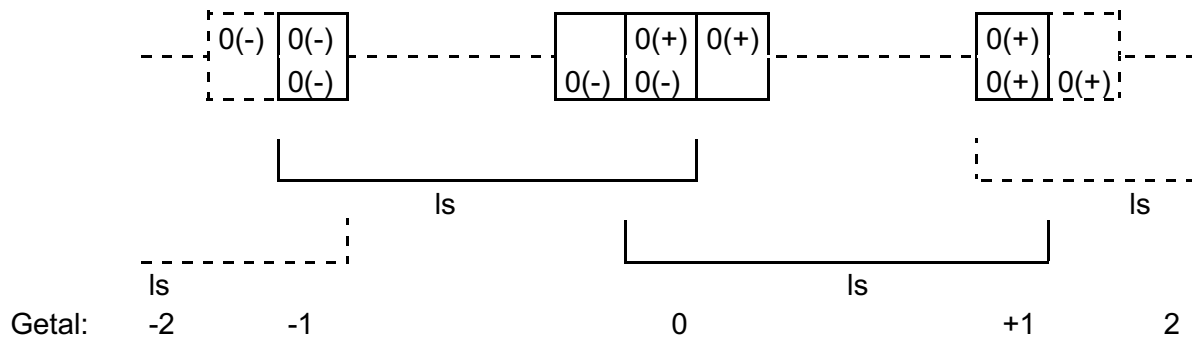 0(-) 0(-) 0(+) 0(+) 0(+)
0(-) 0(-) 0(-) 0(+) 0(+)
ls ls
ls ls
Getal: -2 -1 0 +1 2